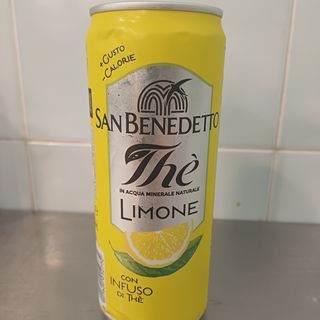 + GUSTO
- CALORIE
SAN BENEDETTO
Thè
IN ACQUA MINERALE NATURALE
LIMONE
CON
INFUSO
DI THÈ